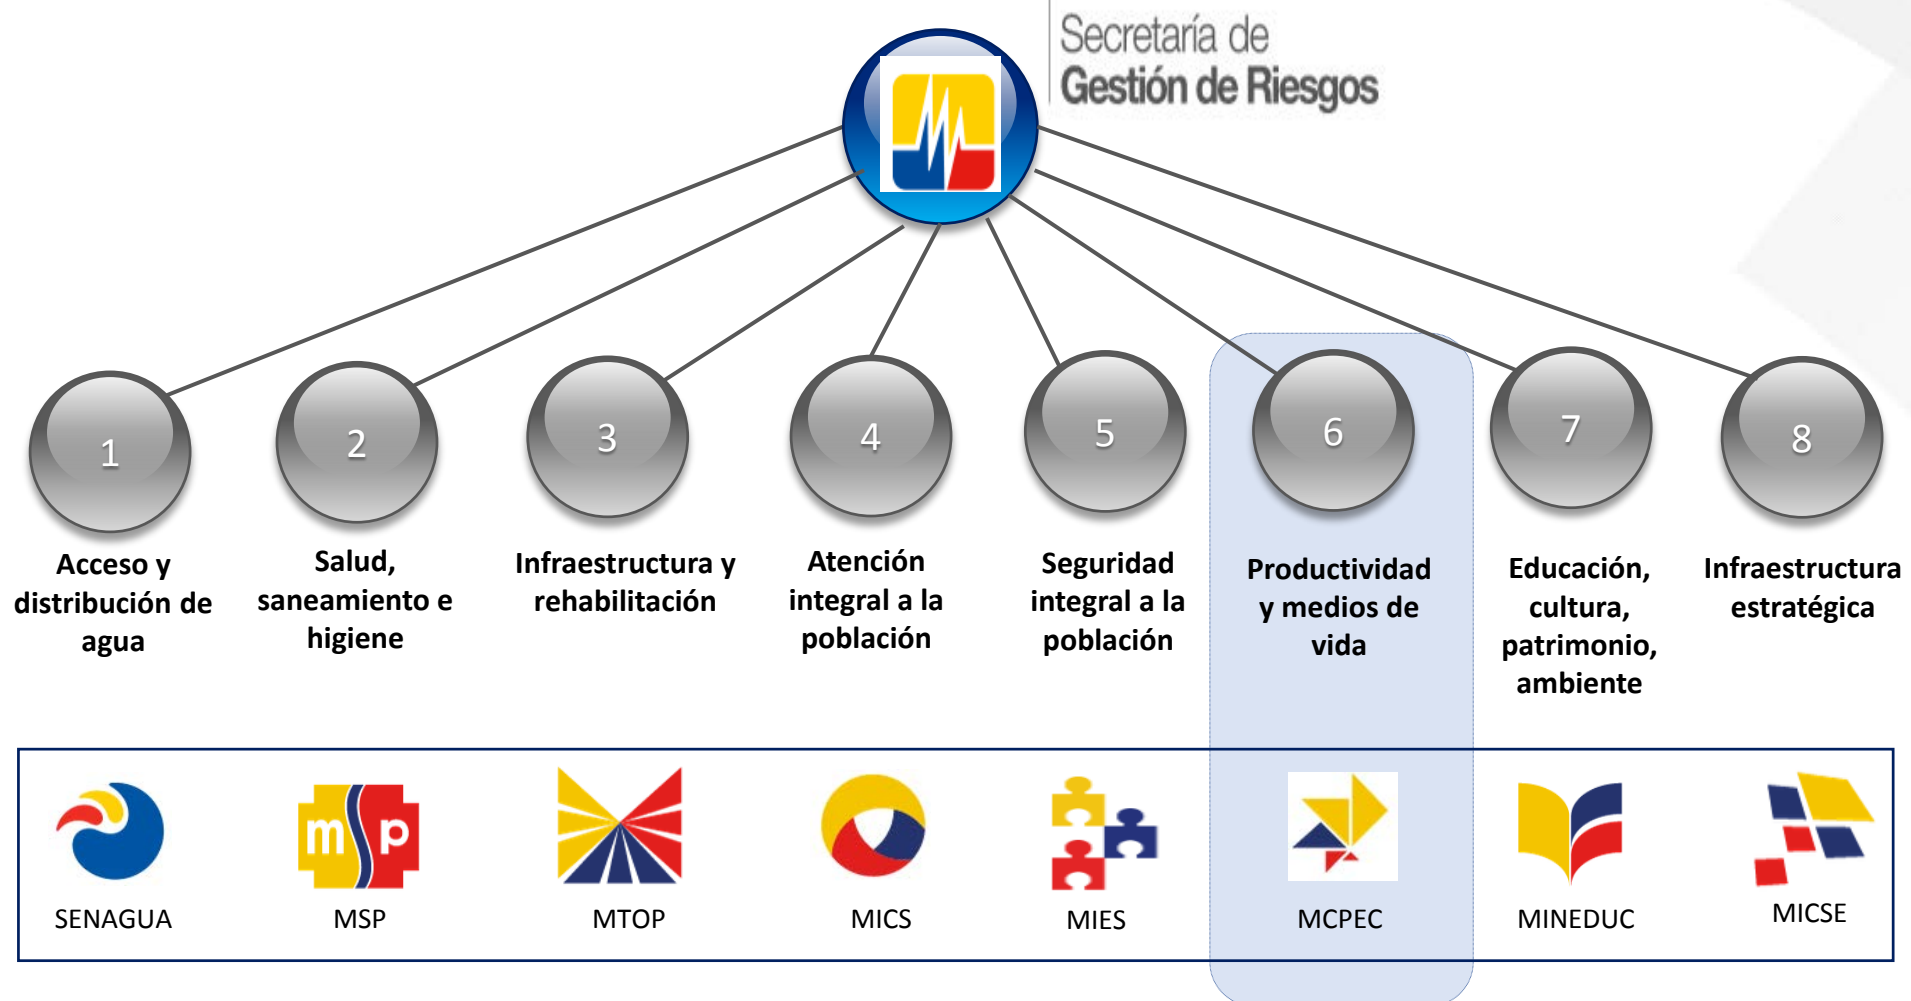 Secretaría de
Gestión de Riesgos
1
2
3
4
5
6
7
8
Acceso y
distribución de
agua
Salud,
saneamiento e
higiene
Infraestructura y
rehabilitación
Atención
integral a la
población
Seguridad
integral a la
población
Productividad
y medios de
vida
Educación,
cultura,
patrimonio,
ambiente
Infraestructura
estratégica
msp
SENAGUA
MSP
MTOP
MICS
MIES
MCPEC
MINEDUC
MICSE